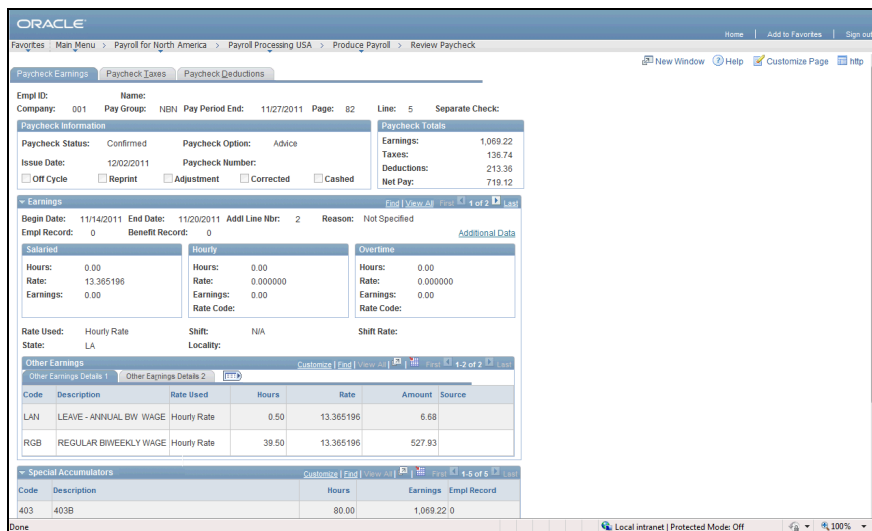 ORACLE
Home Add to Favorites Sign out
Favorites Main Menu > Payroll for North America > Payroll Processing USA > Produce Payroll > Review Paycheck
New Window Help Customize Page http
Paycheck Earnings Paycheck Taxes Paycheck Deductions
Empl ID: Name:
Company: 001 Pay Group: NBN Pay Period End: 11/27/2011 Page: 82 Line: 5 Separate Check:
Paycheck Information
Paycheck Status: Confirmed Paycheck Option: Advice
Issue Date: 12/02/2011 Paycheck Number:
Off Cycle Reprint Adjustment Corrected Cashed
Paycheck Totals
Earnings: 1,069.22
Taxes: 136.74
Deductions: 213.36
Net Pay: 719.12
Earnings Find | View All First 1 of 2 Last
Begin Date: 11/14/2011 End Date: 11/20/2011 Addl Line Nbr: 2 Reason: Not Specified
Empl Record: 0 Benefit Record: 0 Additional Data
Salaried
Hours: 0.00
Rate: 13.365196
Earnings: 0.00
Hourly
Hours: 0.00
Rate: 0.000000
Earnings: 0.00
Rate Code:
Overtime
Hours: 0.00
Rate: 0.000000
Earnings: 0.00
Rate Code:
Rate Used: Hourly Rate Shift: N/A Shift Rate:
State: LA Locality:
Other Earnings Customize | Find | View All | First 1-2 of 2 Last
Other Earnings Details 1 Other Earnings Details 2
Code Description Rate Used Hours Rate Amount Source
LAN LEAVE - ANNUAL BW WAGE Hourly Rate 0.50 13.365196 6.68
RGB REGULAR BIWEEKLY WAGE Hourly Rate 39.50 13.365196 527.93
Special Accumulators Customize | Find | View All | First 1-5 of 5 Last
Code Description Hours Earnings Empl Record
403 403B 80.00 1,069.22 0
Done Local intranet | Protected Mode: Off 100%